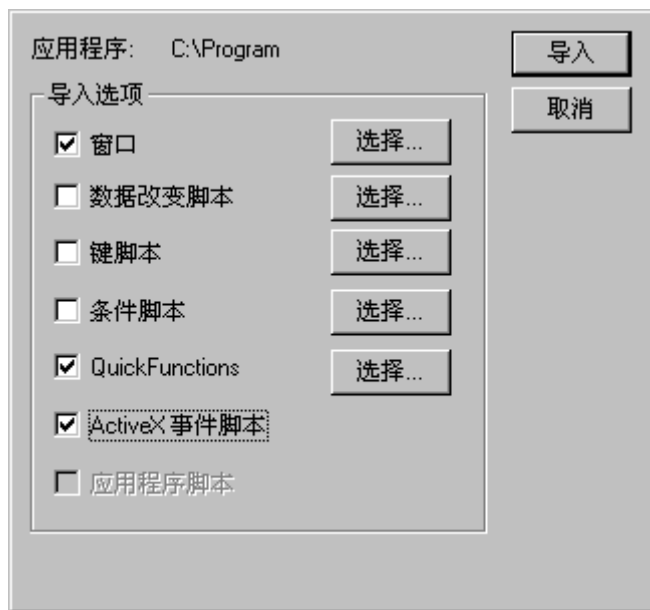 应用程序: C:\Program
导入
导入选项
取消
窗口 选择...
数据改变脚本 选择...
键脚本 选择...
条件脚本 选择...
QuickFunctions 选择...
ActiveX 事件脚本
应用程序脚本